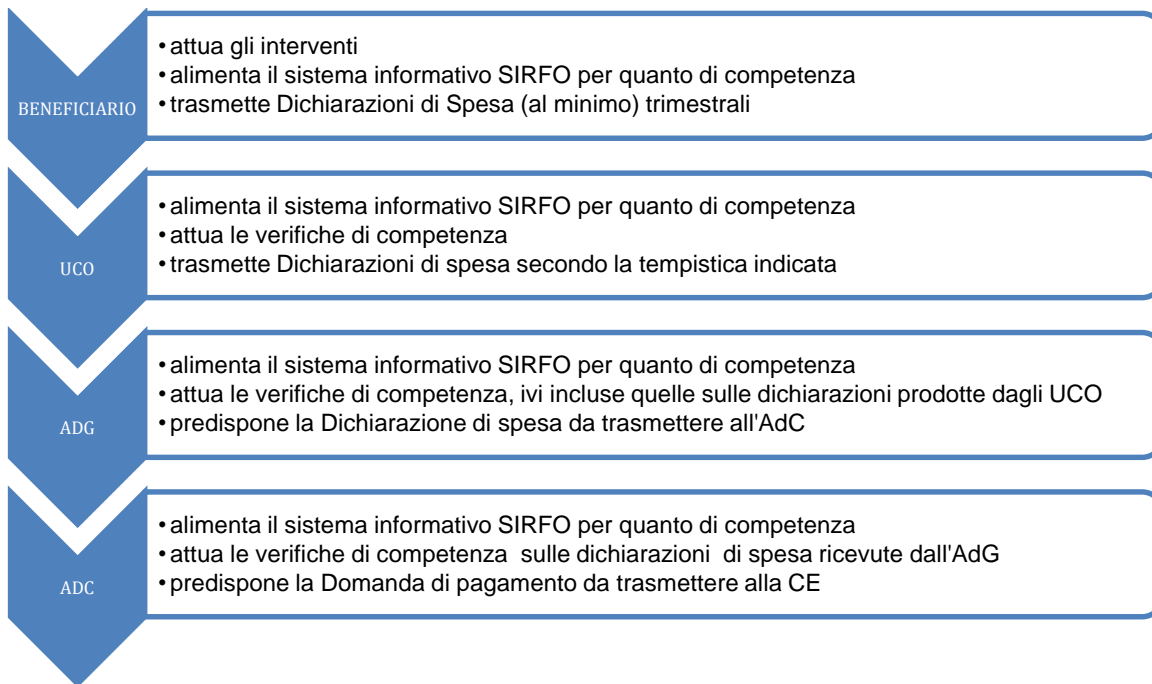 BENEFICIARIO
•attua gli interventi
•alimenta il sistema informativo SIRFO per quanto di competenza
•trasmette Dichiarazioni di Spesa (al minimo) trimestrali
UCO
•alimenta il sistema informativo SIRFO per quanto di competenza
•attua le verifiche di competenza
•trasmette Dichiarazioni di spesa secondo la tempistica indicata
ADG
•alimenta il sistema informativo SIRFO per quanto di competenza
•attua le verifiche di competenza, ivi incluse quelle sulle dichiarazioni prodotte dagli UCO
•predispone la Dichiarazione di spesa da trasmettere all'AdC
ADC
•alimenta il sistema informativo SIRFO per quanto di competenza
•attua le verifiche di competenza sulle dichiarazioni di spesa ricevute dall'AdG
•predispone la Domanda di pagamento da trasmettere alla CE